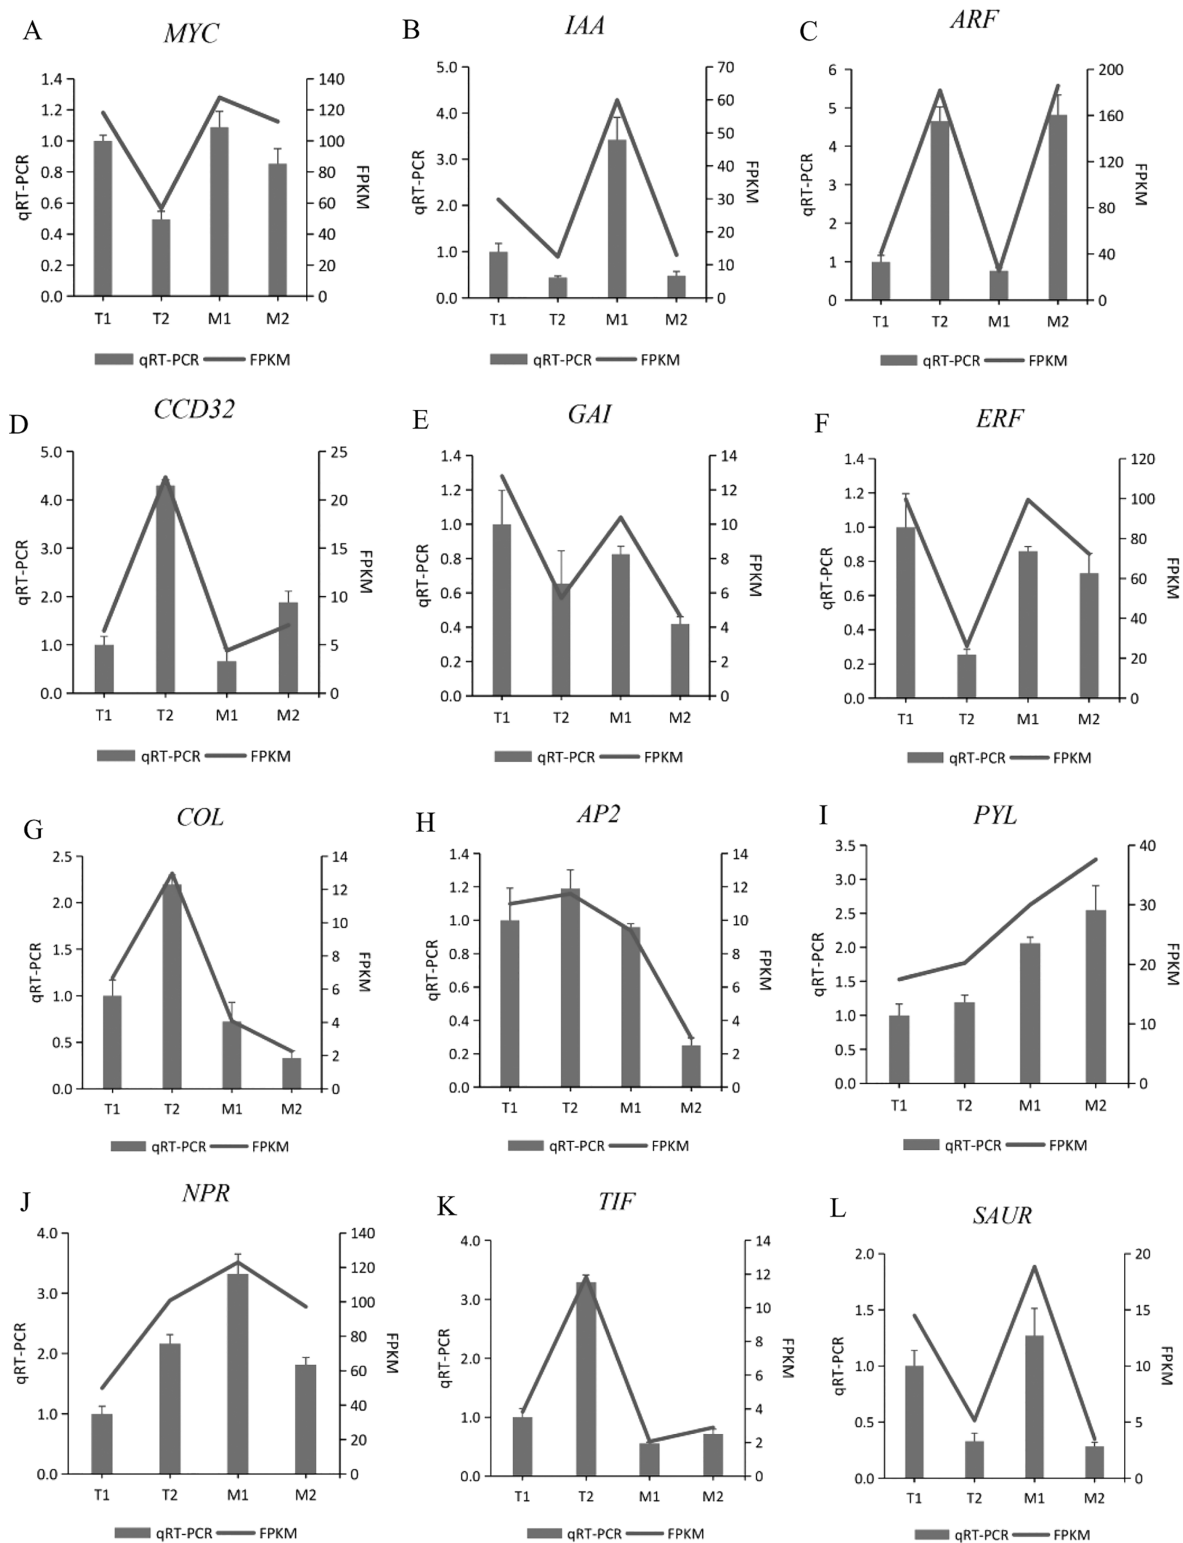 A
MYC
1.4
1.2
1.0
0.8
0.6
0.4
0.2
0.0
qRT-PCR
140
120
100
80
60
40
20
0
FPKM
T1 T2 M1 M2
qRT-PCR FPKM
B
IAA
5.0
4.0
3.0
2.0
1.0
0.0
qRT-PCR
70
60
50
40
30
20
10
0
FPKM
T1 T2 M1 M2
qRT-PCR FPKM
C
ARF
6
5
4
3
2
1
0
qRT-PCR
200
160
120
80
40
0
FPKM
T1 T2 M1 M2
qRT-PCR FPKM
D
CCD32
5.0
4.0
3.0
2.0
1.0
0.0
qRT-PCR
25
20
15
10
5
0
FPKM
T1 T2 M1 M2
qRT-PCR FPKM
E
GAI
1.4
1.2
1.0
0.8
0.6
0.4
0.2
0.0
qRT-PCR
14
12
10
8
6
4
2
0
FPKM
T1 T2 M1 M2
qRT-PCR FPKM
F
ERF
1.4
1.2
1.0
0.8
0.6
0.4
0.2
0.0
qRT-PCR
120
100
80
60
40
20
0
FPKM
T1 T2 M1 M2
qRT-PCR FPKM
G
COL
2.5
2.0
1.5
1.0
0.5
0.0
qRT-PCR
14
12
10
8
6
4
2
0
FPKM
T1 T2 M1 M2
qRT-PCR FPKM
H
AP2
1.4
1.2
1.0
0.8
0.6
0.4
0.2
0.0
qRT-PCR
14
12
10
8
6
4
2
0
FPKM
T1 T2 M1 M2
qRT-PCR FPKM
I
PYL
3.5
3.0
2.5
2.0
1.5
1.0
0.5
0.0
qRT-PCR
40
30
20
10
0
FPKM
T1 T2 M1 M2
qRT-PCR FPKM
J
NPR
4.0
3.0
2.0
1.0
0.0
qRT-PCR
140
120
100
80
60
40
20
0
FPKM
T1 T2 M1 M2
qRT-PCR FPKM
K
TIF
4.0
3.0
2.0
1.0
0.0
qRT-PCR
14
12
10
8
6
4
2
0
FPKM
T1 T2 M1 M2
qRT-PCR FPKM
L
SAUR
2.0
1.5
1.0
0.5
0.0
qRT-PCR
20
15
10
5
0
FPKM
T1 T2 M1 M2
qRT-PCR FPKM